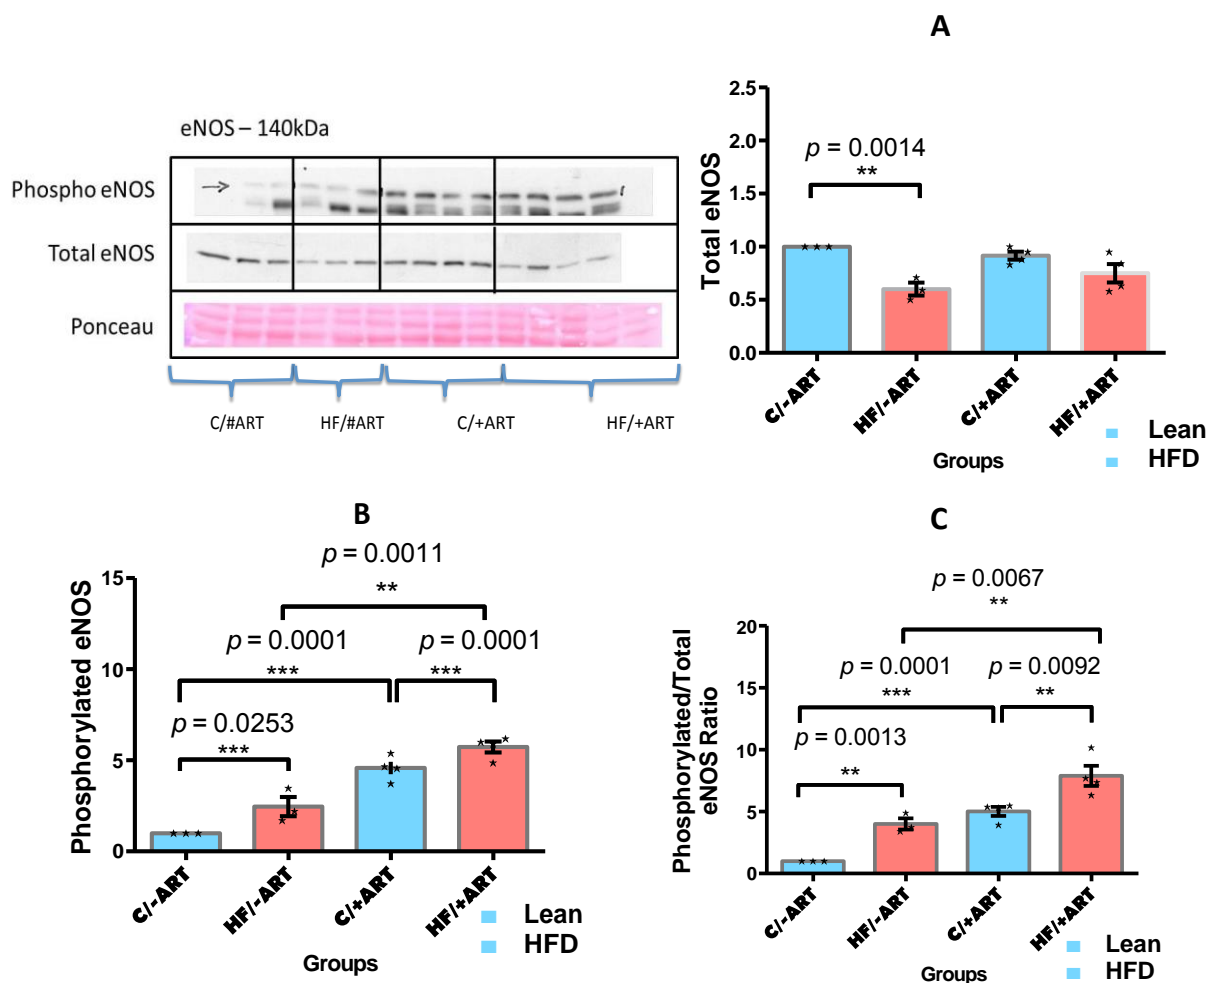 A
eNOS – 140kDa
Phospho eNOS
Total eNOS
Ponceau
C/#ART HF/#ART C/+ART HF/+ART
Total eNOS
2.5
2.0
1.5
1.0
0.5
0.0
p = 0.0014
**
C/-ART HF/-ART C/+ART HF/+ART
Groups
Lean
HFD
B
Phosphorylated eNOS
15
10
5
0
p = 0.0011
**
p = 0.0001 p = 0.0001
*** ***
p = 0.0253
***
C/-ART HF/-ART C/+ART HF/+ART
Groups
Lean
HFD
C
Phosphorylated/Total
eNOS Ratio
20
15
10
5
0
p = 0.0067
**
p = 0.0001 p = 0.0092
*** **
p = 0.0013
**
C/-ART HF/-ART C/+ART HF/+ART
Groups
Lean
HFD